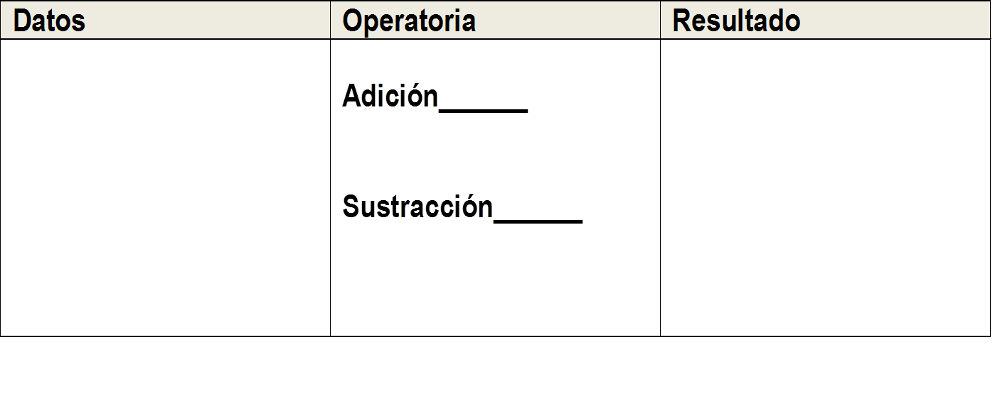 Datos Operatoria Resultado
Adición______
Sustracción______